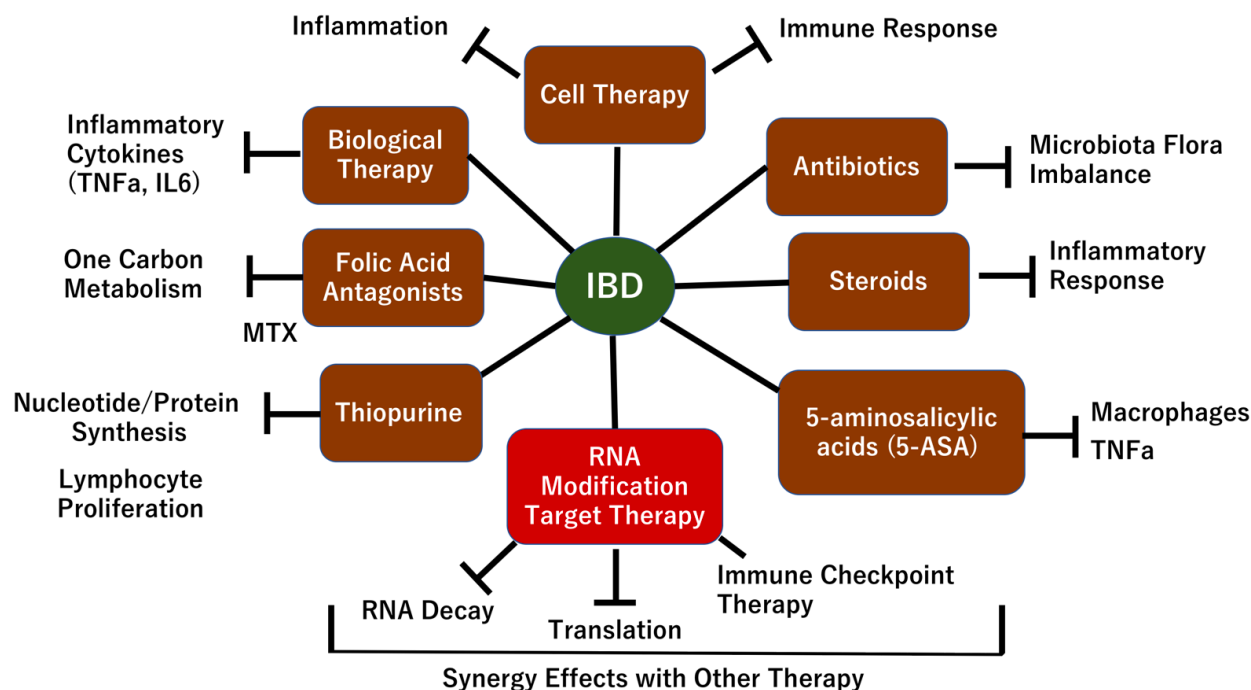 Inflammation
Immune Response
Cell Therapy
Inflammatory
Cytokines
(TNFa, IL6)
Biological
Therapy
Antibiotics
Microbiota Flora
Imbalance
One Carbon
Metabolism
MTX
Folic Acid
Antagonists
IBD
Steroids
Inflammatory
Response
Nucleotide/Protein
Synthesis
Lymphocyte
Proliferation
Thiopurine
5-aminosalicylic
acids (5-ASA)
Macrophages
TNFa
RNA
Modification
Target Therapy
RNA Decay
Translation
Immune Checkpoint
Therapy
Synergy Effects with Other Therapy